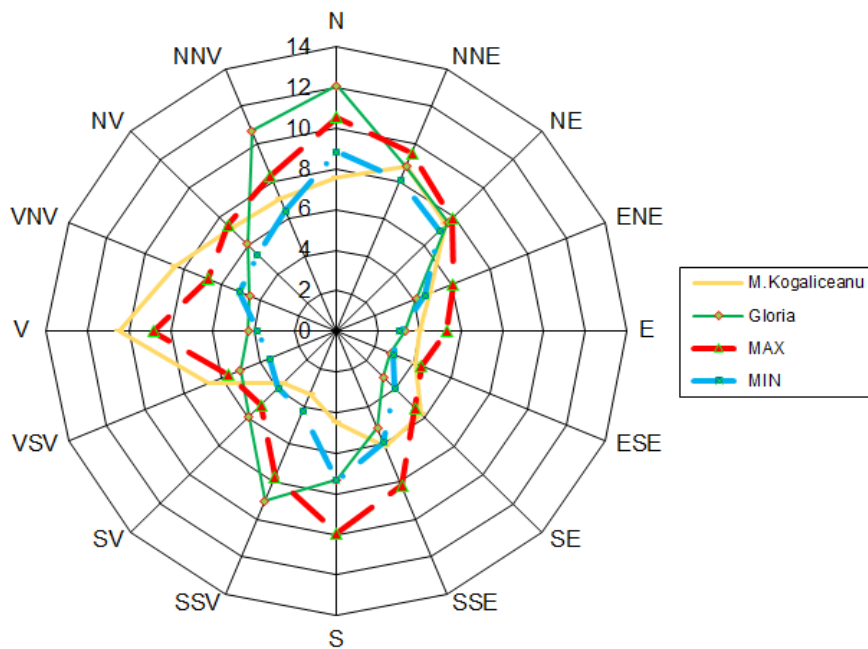 N
NNV
NNE
14
12
10
8
6
4
2
0
NV
NE
VNV
ENE
V
E
VSV
ESE
SV
SE
SSV
SSE
S
M.Kogaliceanu
Gloria
MAX
MIN